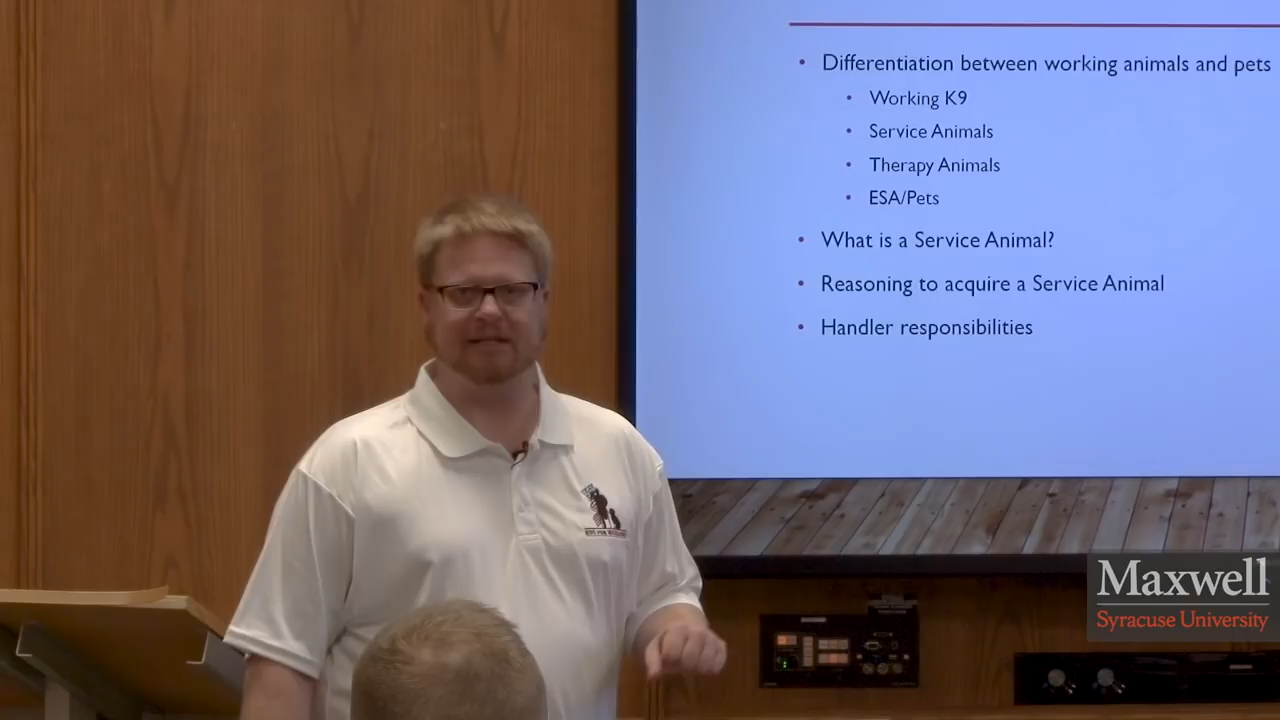 Differentiation between working animals and pets
Working K9
Service Animals
Therapy Animals
ESA/Pets
What is a Service Animal?
Reasoning to acquire a Service Animal
Handler responsibilities
Maxwell
Syracuse University